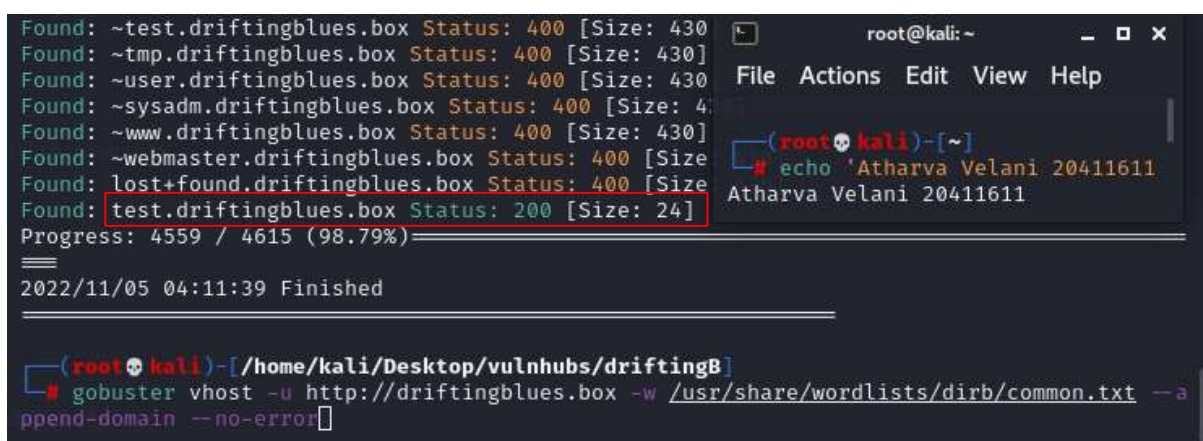 Found: ~test.driftingblues.box Status: 400 [Size: 430
Found: ~tmp.driftingblues.box Status: 400 [Size: 430]
Found: ~user.driftingblues.box Status: 400 [Size: 430
Found: ~sysadm.driftingblues.box Status: 400 [Size: 4
Found: ~www.driftingblues.box Status: 400 [Size: 430]
Found: ~webmaster.driftingblues.box Status: 400 [Size
Found: lost+found.driftingblues.box Status: 400 [Size
Found: test.driftingblues.box Status: 200 [Size: 24]
Progress: 4559 / 4615 (98.79%)
2022/11/05 04:11:39 Finished
(root💀kali)-[/home/kali/Desktop/vulnhubs/driftingB]
# gobuster vhost -u http://driftingblues.box -w /usr/share/wordlists/dirb/common.txt --a
ppend-domain --no-error
root@kali: ~
File Actions Edit View Help
(root💀kali)-[~]
# echo 'Atharva Velani 20411611
Atharva Velani 20411611